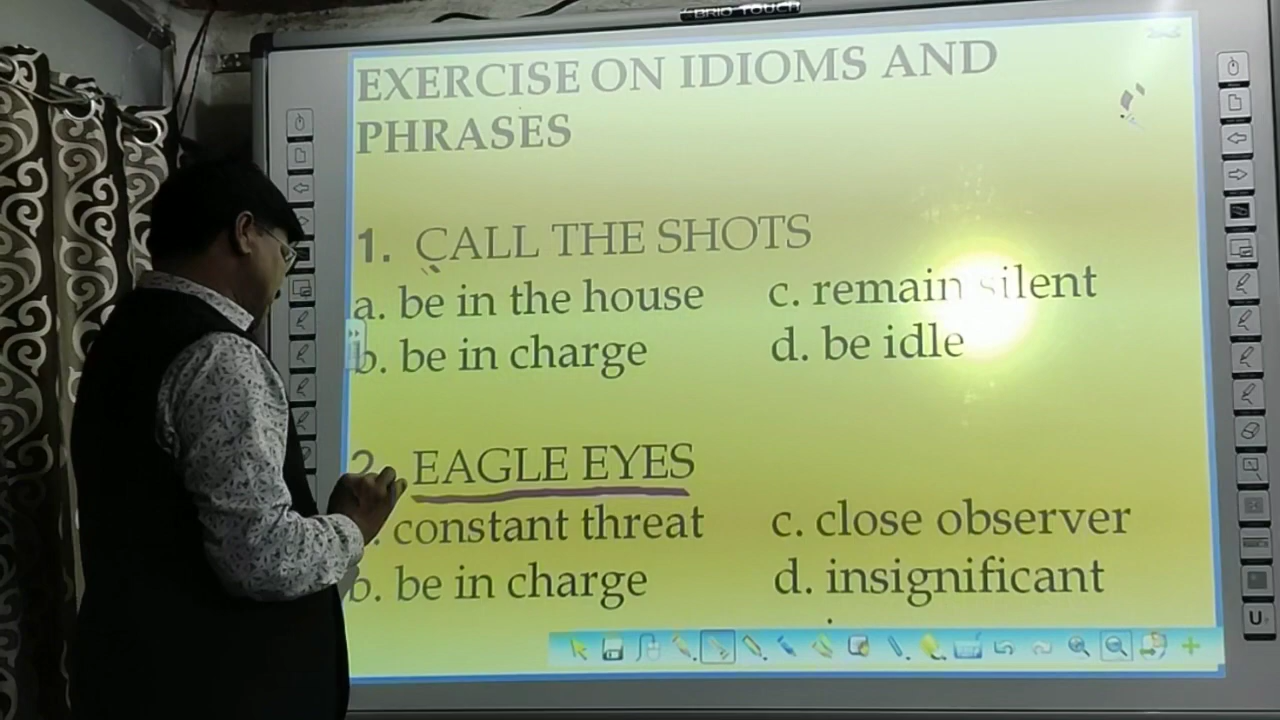 BRIO TOUCH
EXERCISE ON IDIOMS AND
PHRASES
1. CALL THE SHOTS
a. be in the house c. remain silent
b. be in charge d. be idle
2. EAGLE EYES
constant threat c. close observer
b. be in charge d. insignificant
U